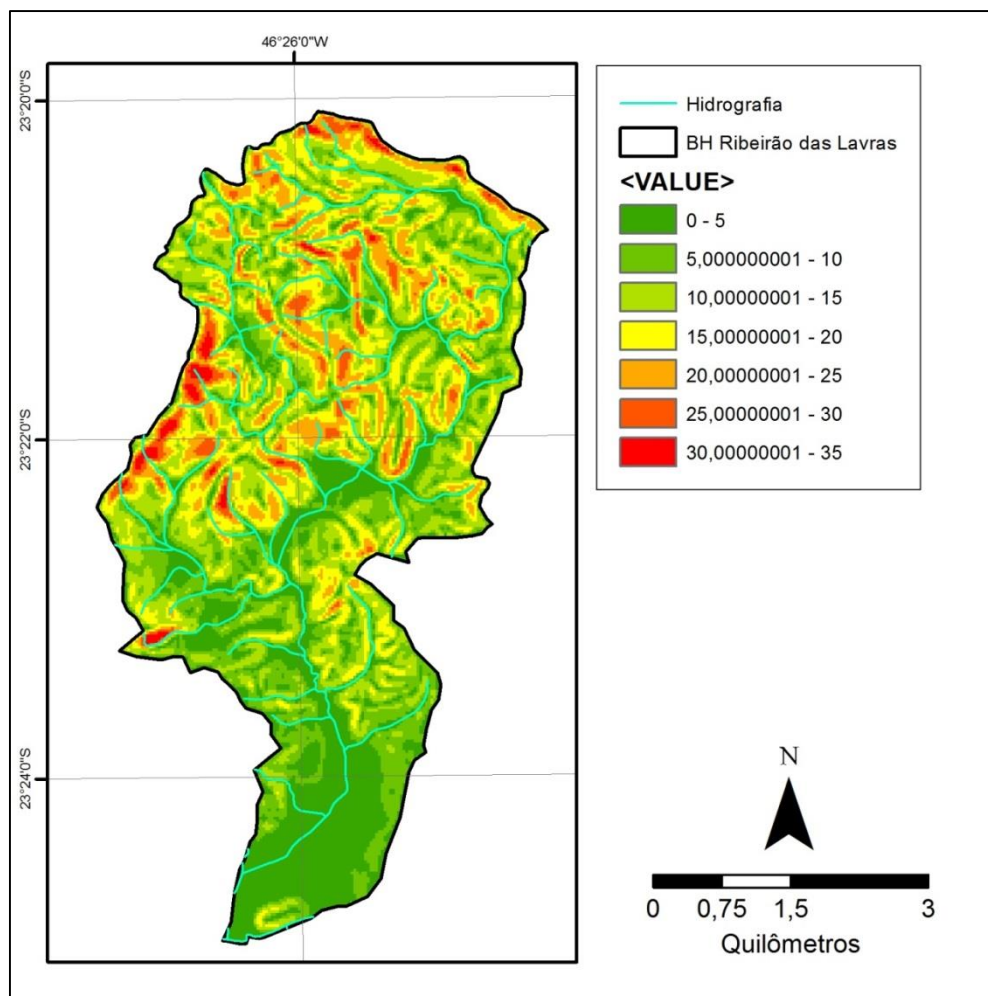 46°26'0"W
23°20'0"S
23°22'0"S
23°24'0"S
Hidrografia
BH Ribeirão das Lavras
<VALUE>
0 - 5
5,000000001 - 10
10,00000001 - 15
15,00000001 - 20
20,00000001 - 25
25,00000001 - 30
30,00000001 - 35
N
0 0,75 1,5 3
Quilômetros